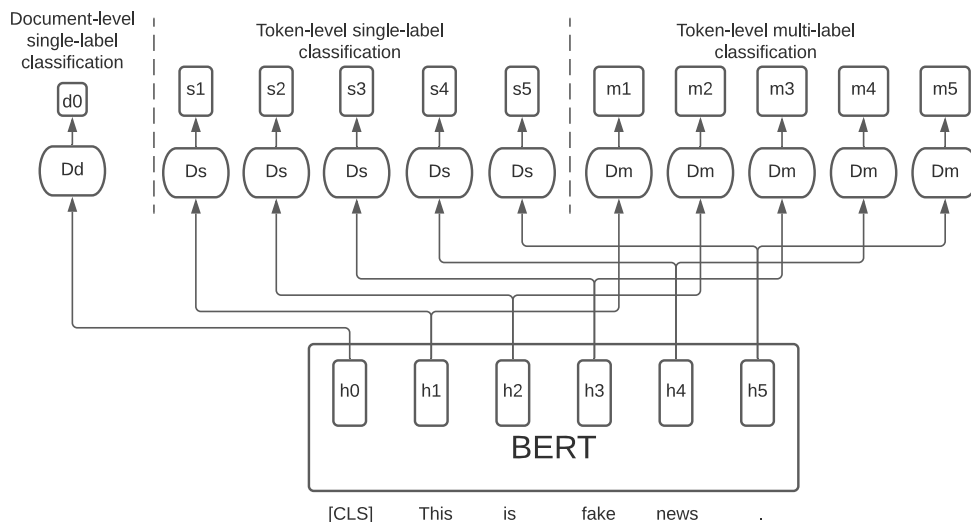 Document-level
single-label
classification
Token-level single-label
classification
Token-level multi-label
classification
d0 s1 s2 s3 s4 s5 m1 m2 m3 m4 m5
Dd Ds Ds Ds Ds Ds Dm Dm Dm Dm Dm
h0 h1 h2 h3 h4 h5
BERT
[CLS] This is fake news .